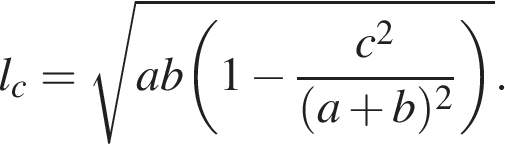 $l_c = \sqrt{ab\left(1 - \frac{c^2}{(a+b)^2}\right)}.$